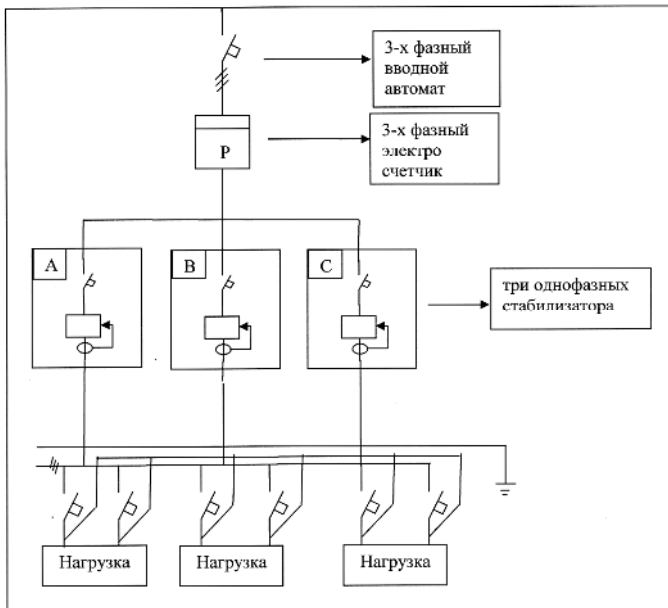 3-х фазный
вводной
автомат
3-х фазный
электро
счетчик
Р
А
В
С
три однофазных
стабилизатора
Нагрузка
Нагрузка
Нагрузка